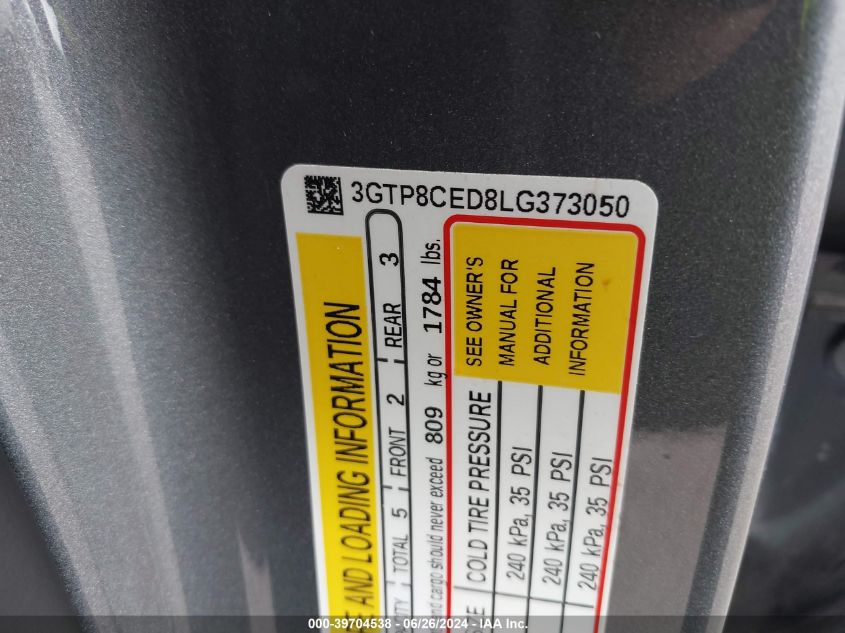 3GTP8CED8LG373050
AND LOADING INFORMATION
TOTAL 5 FRONT 2 REAR 3
and cargo should never exceed 809 kg or 1784 lbs.
COLD TIRE PRESSURE
240 kPa, 35 PSI
240 kPa, 35 PSI
240 kPa, 35 PSI
SEE OWNER'S
MANUAL FOR
ADDITIONAL
INFORMATION
000-39704538 / 06/26/2024 / IAA Inc.